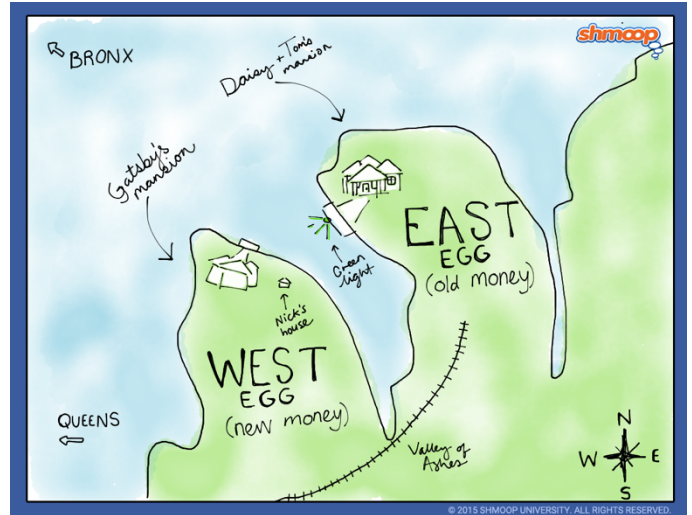 shmoop
BRONX
Daisy + Tom's
mansion
Gatsby's
mansion
EAST
EGG
(old money)
Green
light
Nick's
house
WEST
EGG
(new money)
QUEENS
Valley of
Ashes
N
W E
S
© 2015 SHMOOP UNIVERSITY. ALL RIGHTS RESERVED.